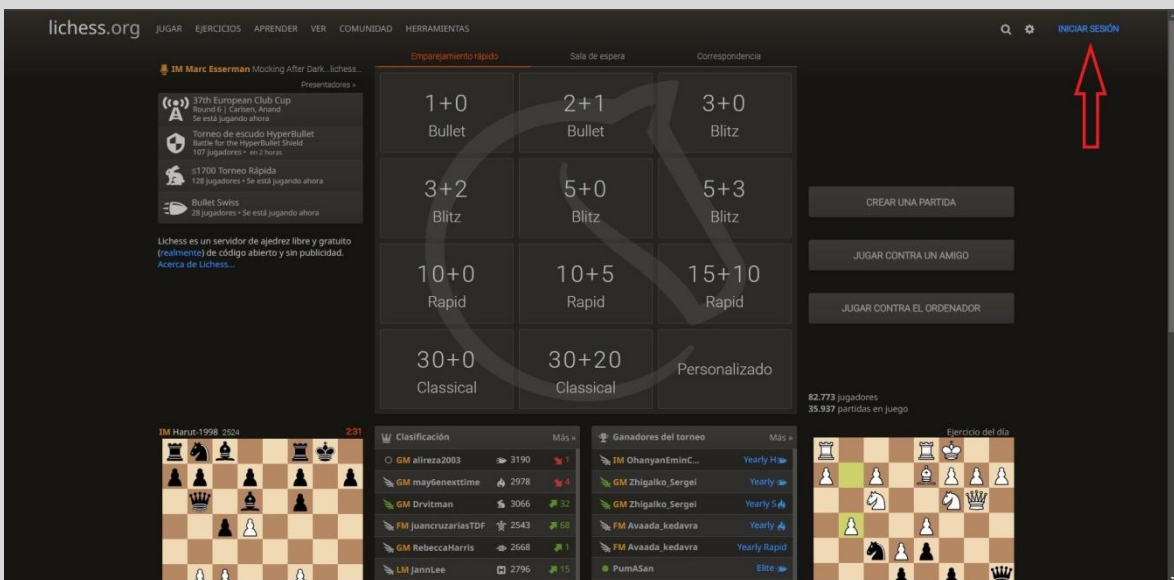 lichess.org JUGAR EJERCICIOS APRENDER VER COMUNIDAD HERRAMIENTAS INICIAR SESIÓN
Emparejamiento rápido Sala de espera Correspondencia
IM Marc Esserman Mocking After Dark...lichess...
Presentadores »
37th European Club Cup
Round 6 | Carlsen, Anand
Se está jugando ahora
Torneo de escudo HyperBullet
Battle for the HyperBullet Shield
107 jugadores • en 2 horas
≤1700 Torneo Rápida
128 jugadores • Se está jugando ahora
Bullet Swiss
28 jugadores • Se está jugando ahora
Lichess es un servidor de ajedrez libre y gratuito
(realmente) de código abierto y sin publicidad.
Acerca de Lichess...
1+0 2+1 3+0
Bullet Bullet Blitz
3+2 5+0 5+3
Blitz Blitz Blitz
10+0 10+5 15+10
Rapid Rapid Rapid
30+0 30+20 Personalizado
Classical Classical
CREAR UNA PARTIDA
JUGAR CONTRA UN AMIGO
JUGAR CONTRA EL ORDENADOR
82.773 jugadores
35.937 partidas en juego
IM Harut-1998 2524 2:31
Clasificación Más »
GM alireza2003 3190 1
GM may6enexttime 2978 4
GM Drvitman 3066 32
FM juancruzariasTDF 2543 68
GM RebeccaHarris 2668 1
LM JannLee 2796 15
Ganadores del torneo Más »
IM OhanyanEminC... Yearly H
GM Zhigalko_Sergei Yearly
GM Zhigalko_Sergei Yearly S
FM Avaada_kedavra Yearly
FM Avaada_kedavra Yearly Rapid
PumASan Elite
Ejercicio del día